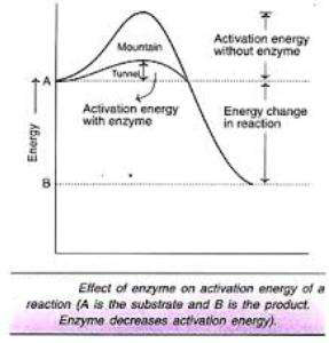 Activation energy
without enzyme
Mountain
Tunnel
A
Activation energy
with enzyme
Energy change
in reaction
Energy
B
Effect of enzyme on activation energy of a
reaction (A is the substrate and B is the product.
Enzyme decreases activation energy).